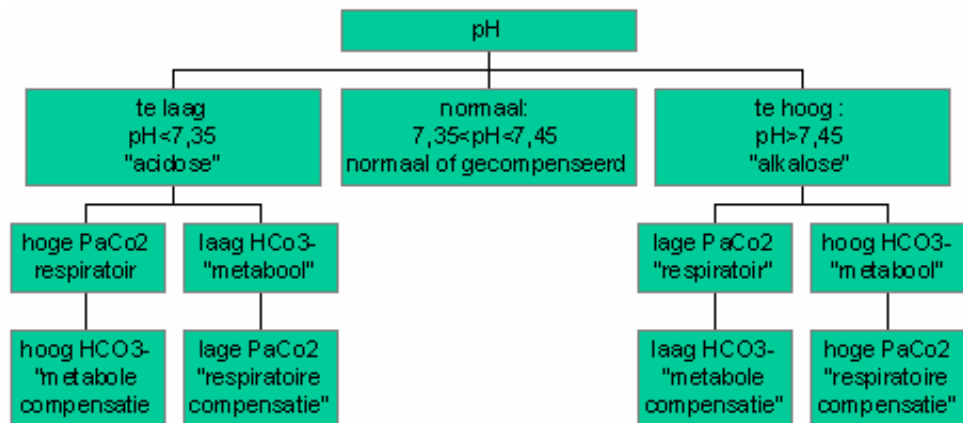 pH
te laag
pH<7,35
"acidose"
normaal:
7,35<pH<7,45
normaal of gecompenseerd
te hoog :
pH>7,45
"alkalose"
hoge PaCo2
respiratoir
laag HCo3-
"metabool"
lage PaCo2
"respiratoir"
hoog HCO3-
"metabool"
hoog HCO3-
"metabole
compensatie
lage PaCo2
"respiratoire
compensatie"
laag HCO3-
"metabole
compensatie"
hoge PaCo2
"respiratoire
compensatie"